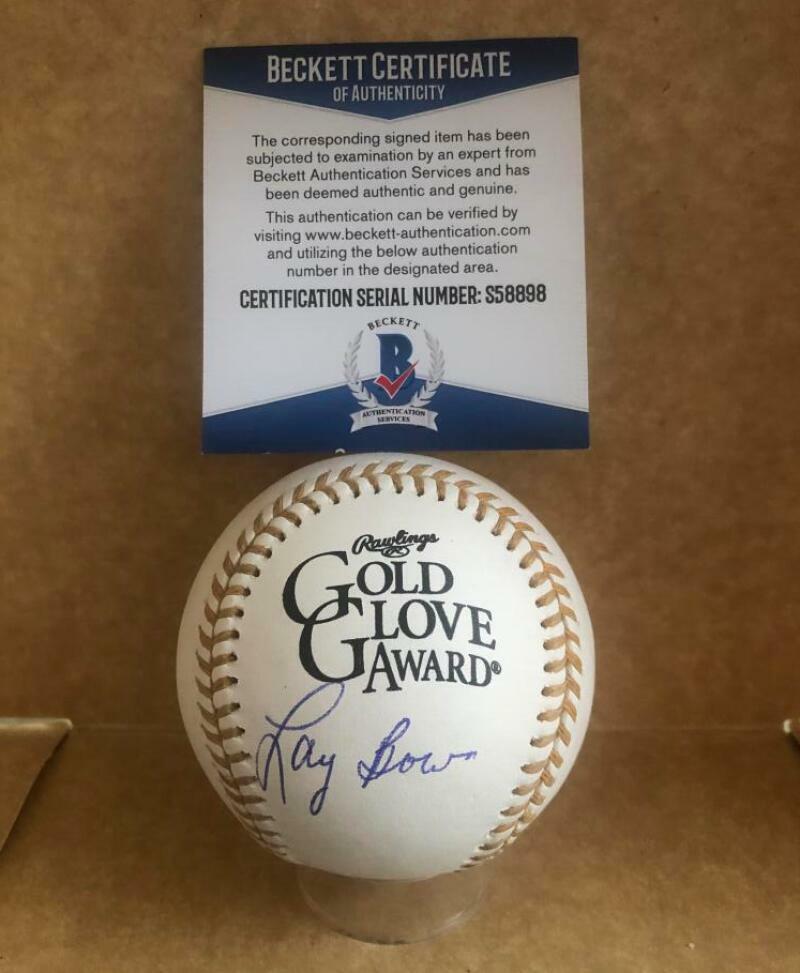 BECKETT CERTIFICATE
OF AUTHENTICITY
The corresponding signed item has been
subjected to examination by an expert from
Beckett Authentication Services and has
been deemed authentic and genuine.
This authentication can be verified by
visiting www.beckett-authentication.com
and utilizing the below authentication
number in the designated area.
CERTIFICATION SERIAL NUMBER: S58898
BECKETT
B
AUTHENTICATION
SERVICES
Rawlings
R
GOLD
GLOVE
AWARD®
Ray Bown